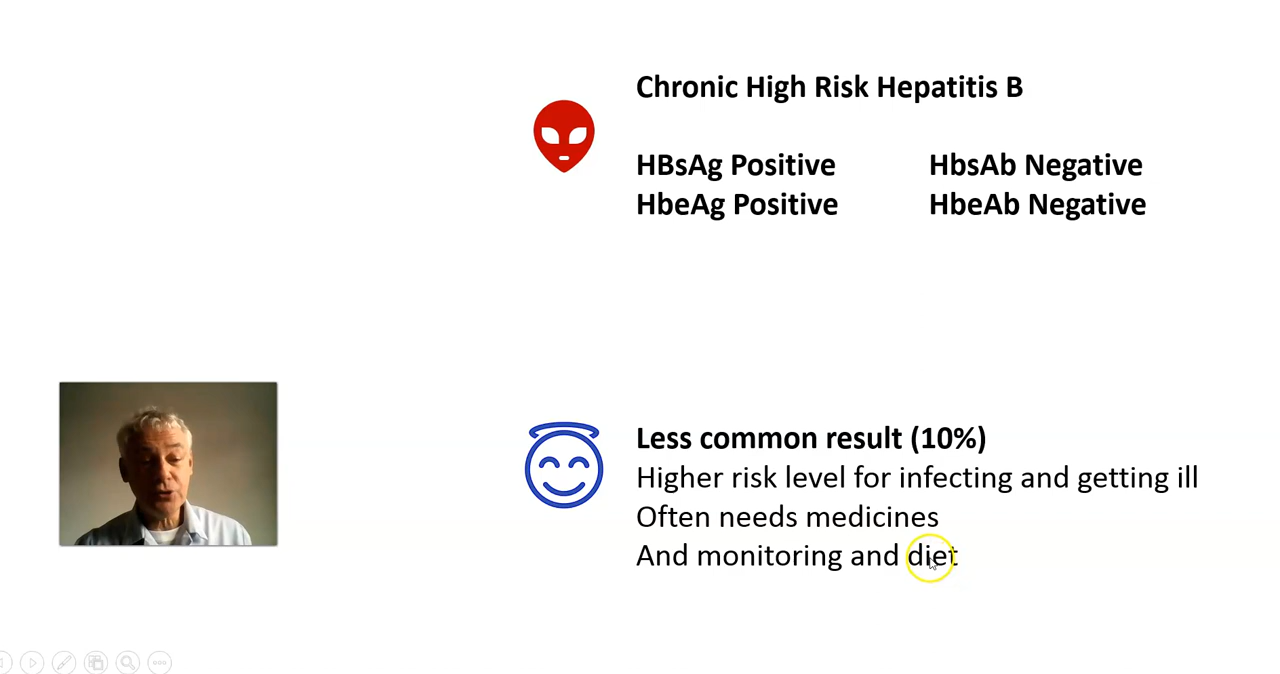 Chronic High Risk Hepatitis B
HBsAg Positive HbsAb Negative
HbeAg Positive HbeAb Negative
Less common result (10%)
Higher risk level for infecting and getting ill
Often needs medicines
And monitoring and diet